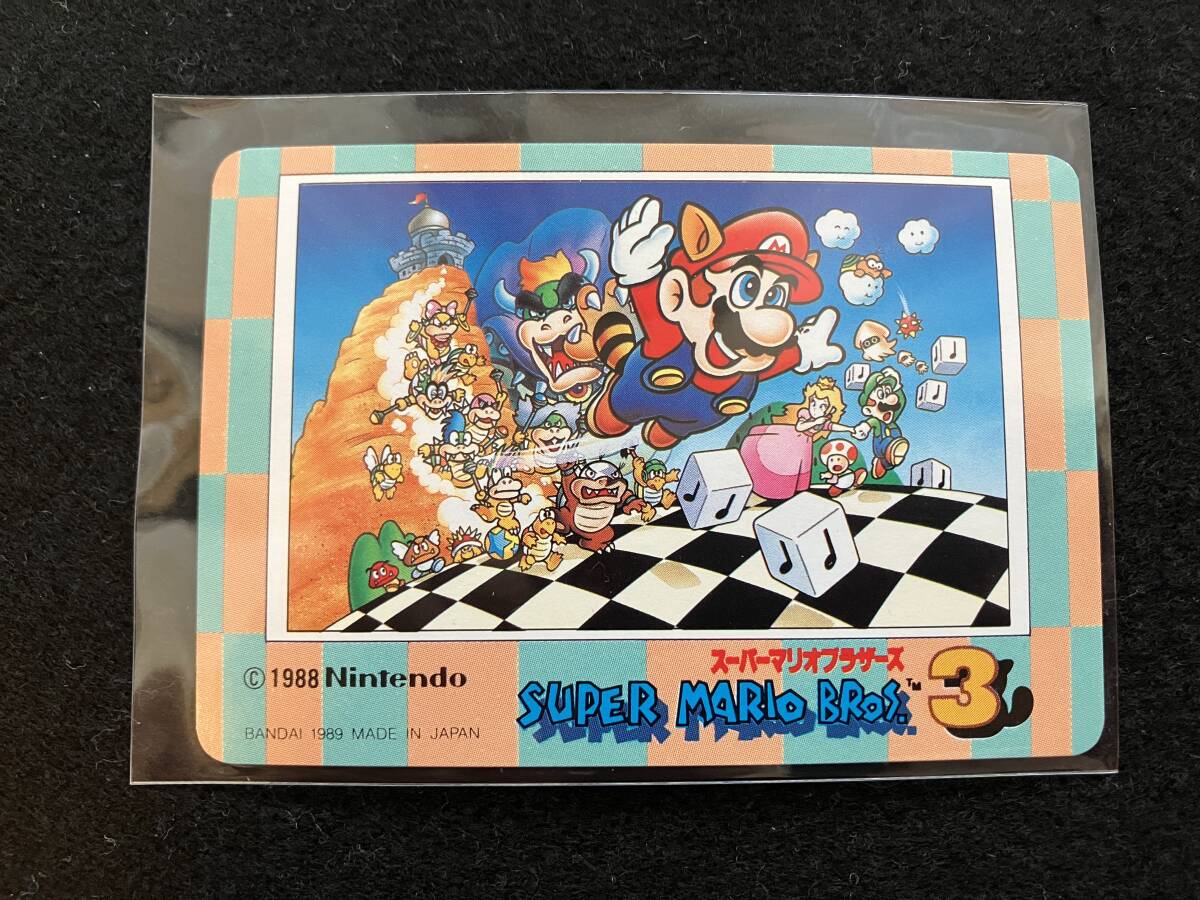 M
© 1988 Nintendo
BANDAI 1989 MADE IN JAPAN
スーパーマリオブラザーズ
SUPER MARIO BROS.™ 3